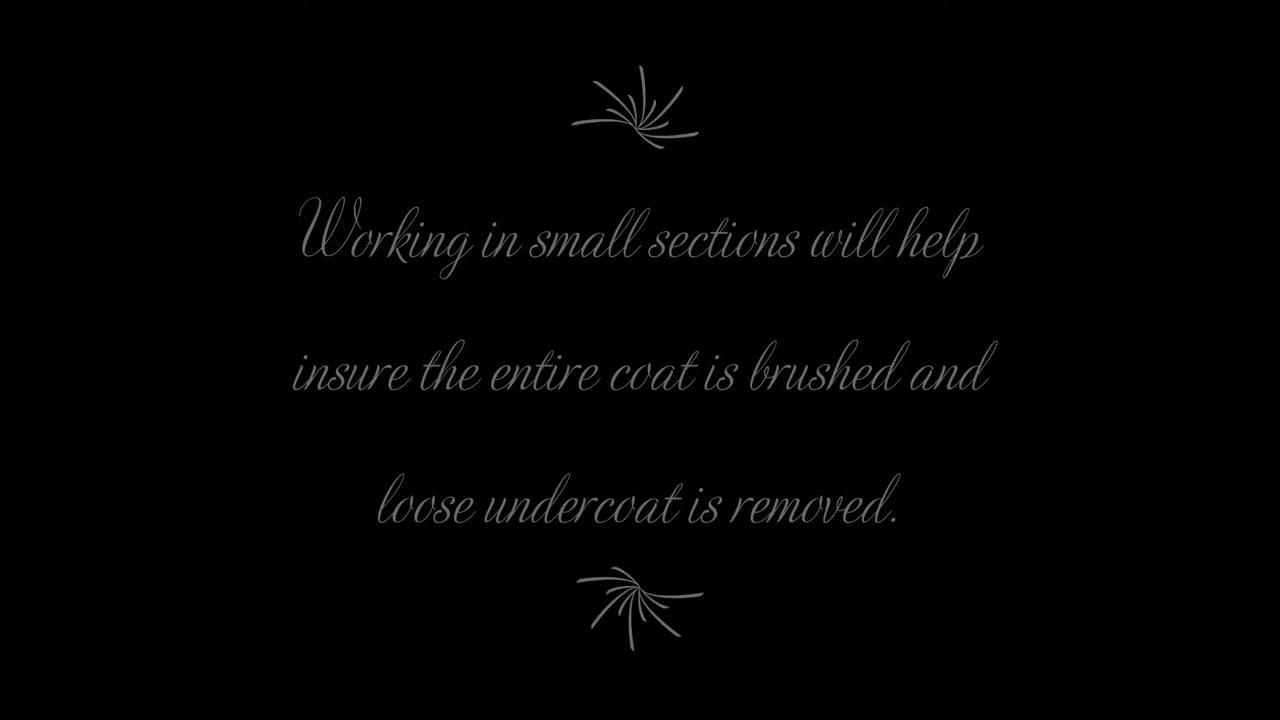 Working in small sections will help
insure the entire coat is brushed and
loose undercoat is removed.